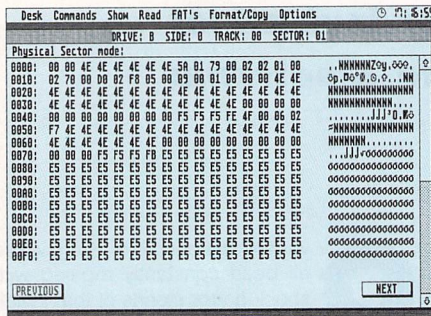 Desk Commands Show Read FAT's Format/Copy Options
DRIVE: B SIDE: 0 TRACK: 00 SECTOR: 01
Physical Sector mode:
0000: 00 00 4E 4E 4E 4E 4E 4E 5A 01 79 00 02 02 01 00
0010: 02 70 00 D0 02 F8 05 00 09 00 01 00 00 00 4E 4E
0020: 4E 4E 4E 4E 4E 4E 4E 4E 4E 4E 4E 4E 4E 4E 4E 4E
0030: 4E 4E 4E 4E 4E 4E 4E 4E 4E 4E 4E 4E 00 00 00 00
0040: 00 00 00 00 00 00 00 00 F5 F5 F5 FE 4F 00 06 02
0050: F7 4E 4E 4E 4E 4E 4E 4E 4E 4E 4E 4E 4E 4E 4E 4E
0060: 4E 4E 4E 4E 4E 4E 4E 00 00 00 00 00 00 00 00 00
0070: 00 00 00 F5 F5 F5 FB E5 E5 E5 E5 E5 E5 E5 E5 E5
0080: E5 E5 E5 E5 E5 E5 E5 E5 E5 E5 E5 E5 E5 E5 E5 E5
0090: E5 E5 E5 E5 E5 E5 E5 E5 E5 E5 E5 E5 E5 E5 E5 E5
00A0: E5 E5 E5 E5 E5 E5 E5 E5 E5 E5 E5 E5 E5 E5 E5 E5
00B0: E5 E5 E5 E5 E5 E5 E5 E5 E5 E5 E5 E5 E5 E5 E5 E5
00C0: E5 E5 E5 E5 E5 E5 E5 E5 E5 E5 E5 E5 E5 E5 E5 E5
00D0: E5 E5 E5 E5 E5 E5 E5 E5 E5 E5 E5 E5 E5 E5 E5 E5
00E0: E5 E5 E5 E5 E5 E5 E5 E5 E5 E5 E5 E5 E5 E5 E5 E5
00F0: E5 E5 E5 E5 E5 E5 E5 E5 E5 E5 E5 E5 E5 E5 E5 E5
PREVIOUS NEXT